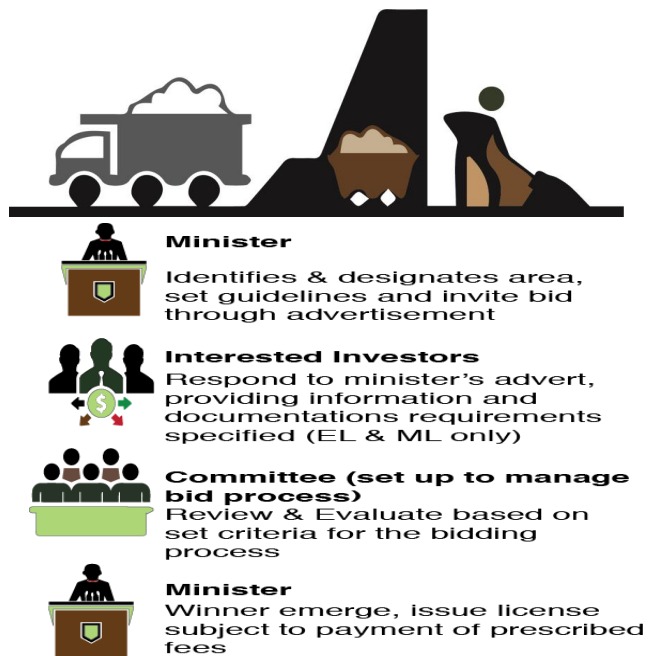 Minister
Identifies & designates area,
set guidelines and invite bid
through advertisement
Interested Investors
Respond to minister's advert,
providing information and
documentations requirements
specified (EL & ML only)
$
Committee (set up to manage
bid process)
Review & Evaluate based on
set criteria for the bidding
process
Minister
Winner emerge, issue license
subject to payment of prescribed
fees